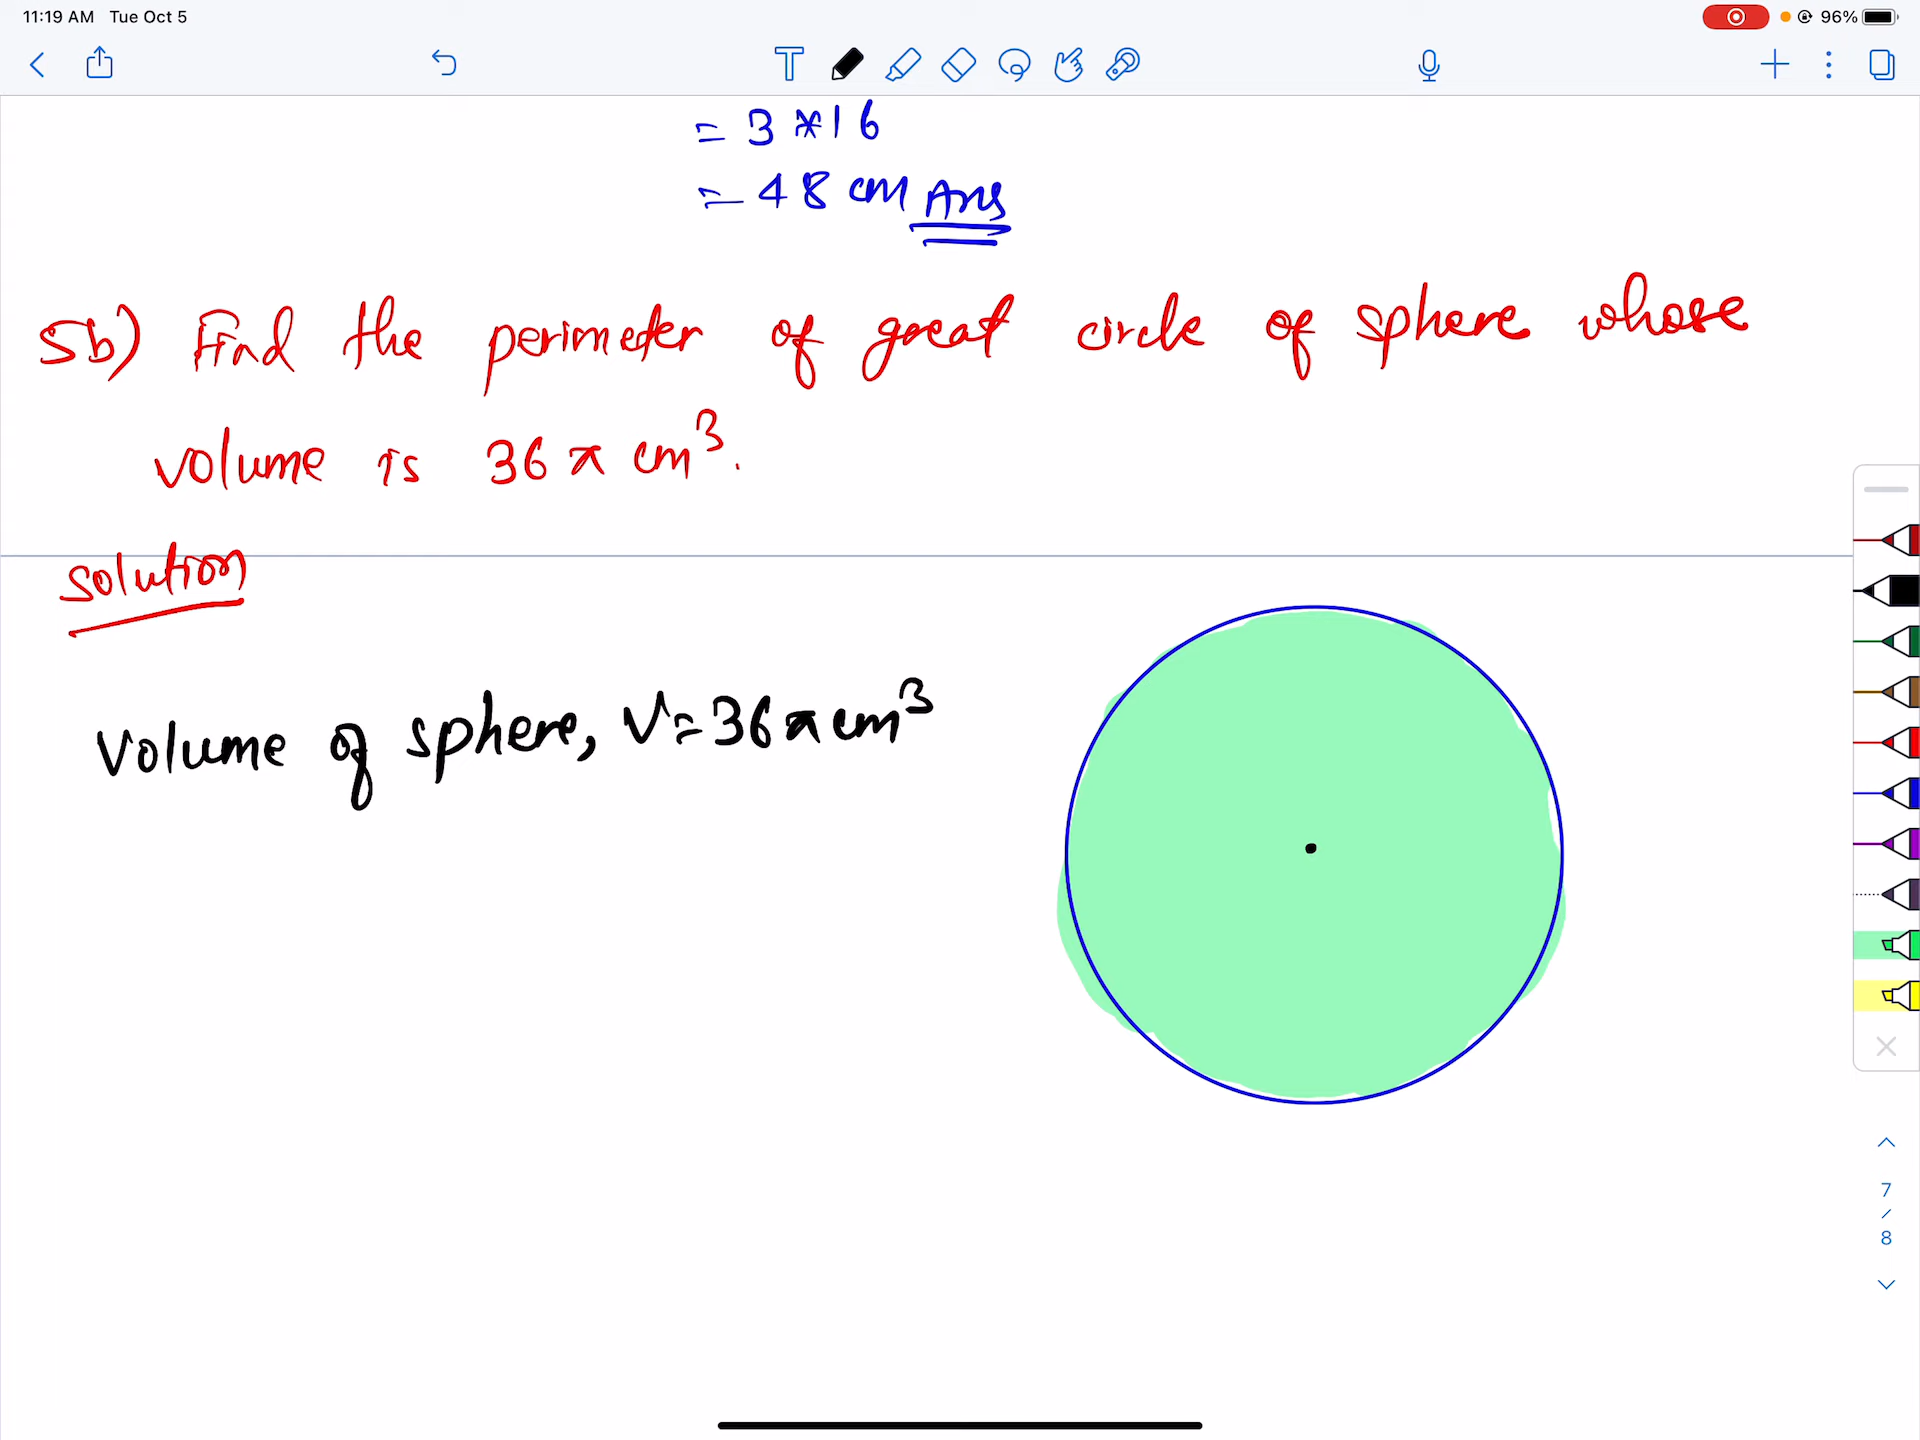 11:19 AM Tue Oct 5
96%
= 3 * 16
= 48 cm Ans
5b) Find the perimeter of great circle of sphere whose
volume is 36 π cm³.
solution
Volume of sphere, V = 36 π cm³
7
/
8